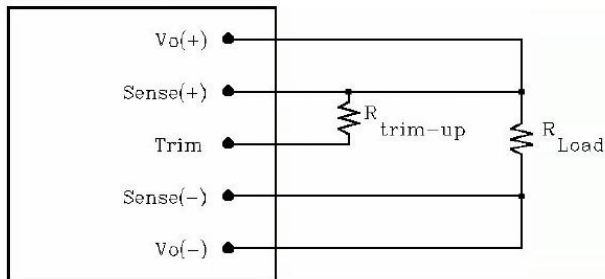 Vo(+)
Sense(+)
R trim-up
Trim
R Load
Sense(-)
Vo(-)